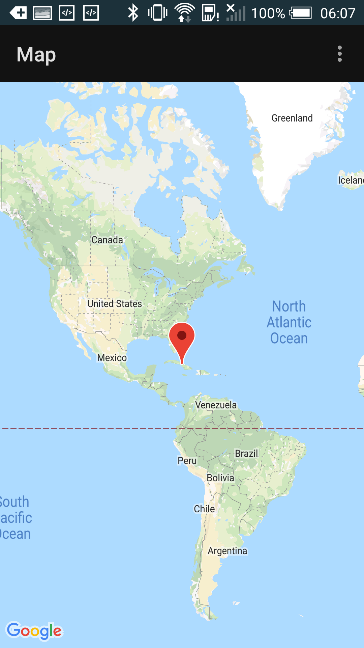 100% 06:07
Map
Greenland
Icelan
Canada
United States
North
Atlantic
Ocean
Mexico
Venezuela
Brazil
Peru
Bolivia
South
acific
Ocean
Chile
Argentina
Google